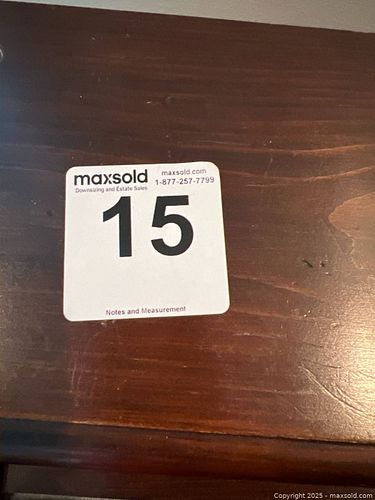 maxsold
maxsold.com
Downsizing and Estate Sales
1-877-257-7799
15
Notes and Measurement
Copyright 2025 - maxsold.com